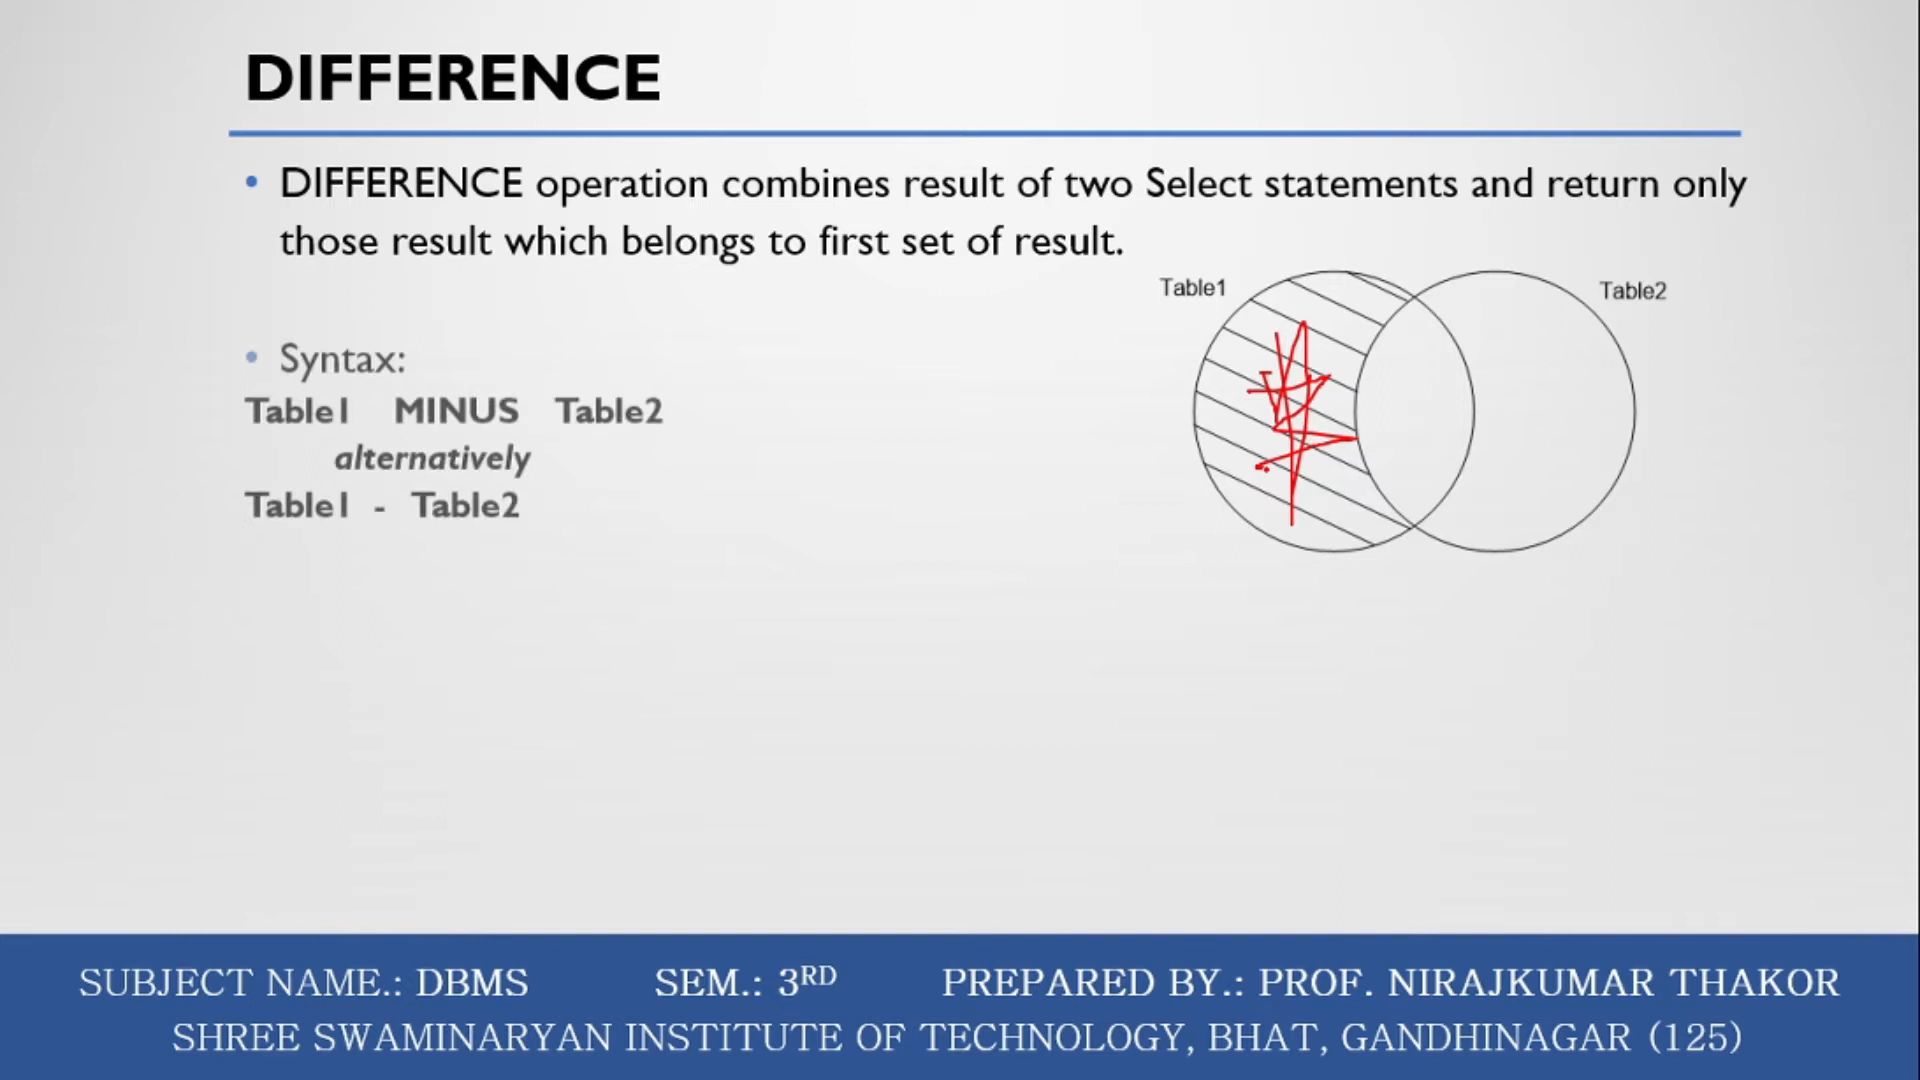 DIFFERENCE
• DIFFERENCE operation combines result of two Select statements and return only
those result which belongs to first set of result.
Table1
Table2
• Syntax:
Table1 MINUS Table2
alternatively
Table1 - Table2
SUBJECT NAME.: DBMS SEM.: 3RD PREPARED BY.: PROF. NIRAJKUMAR THAKOR
SHREE SWAMINARYAN INSTITUTE OF TECHNOLOGY, BHAT, GANDHINAGAR (125)